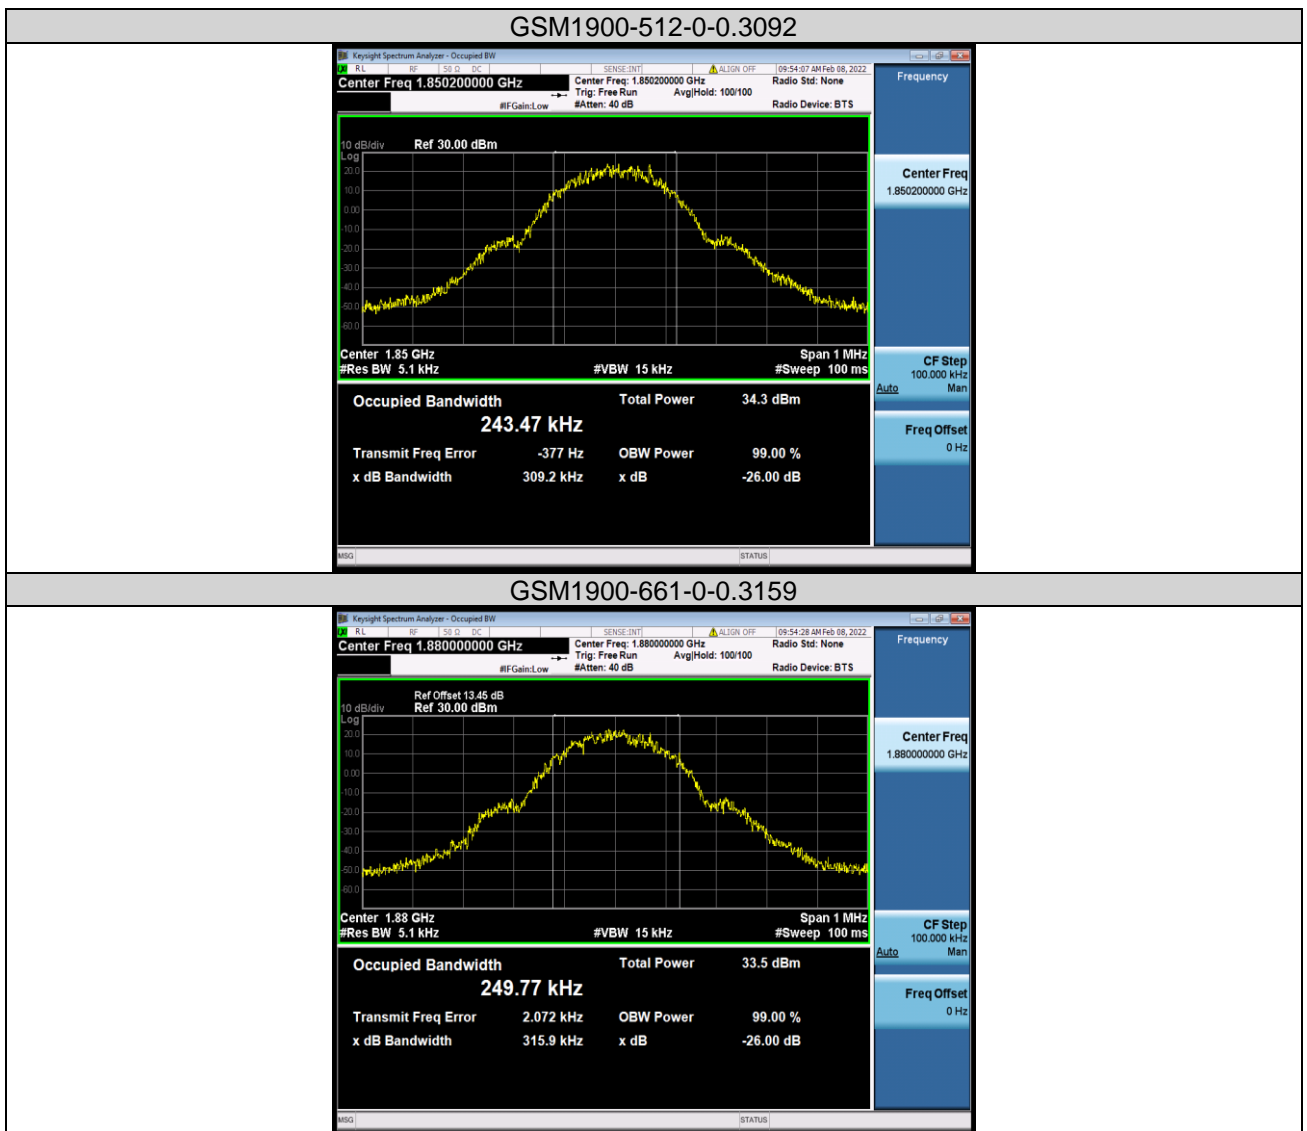 GSM1900-512-0-0.3092
Keysight Spectrum Analyzer - Occupied BW
RL RF 50 Ω DC SENSE:INT ALIGN OFF 09:54:07 AM Feb 08, 2022
Center Freq 1.850200000 GHz
Center Freq: 1.850200000 GHz
Radio Std: None
Trig: Free Run Avg|Hold: 100/100
#IFGain:Low #Atten: 40 dB Radio Device: BTS
Frequency
10 dB/div Ref 30.00 dBm
Log
20.0
10.0
0.00
-10.0
-20.0
-30.0
-40.0
-50.0
-60.0
Center 1.85 GHz Span 1 MHz
#Res BW 5.1 kHz #VBW 15 kHz #Sweep 100 ms
Center Freq
1.850200000 GHz
CF Step
100.000 kHz
Auto Man
Freq Offset
0 Hz
Occupied Bandwidth Total Power 34.3 dBm
243.47 kHz
Transmit Freq Error -377 Hz OBW Power 99.00 %
x dB Bandwidth 309.2 kHz x dB -26.00 dB
MSG STATUS
GSM1900-661-0-0.3159
Keysight Spectrum Analyzer - Occupied BW
RL RF 50 Ω DC SENSE:INT ALIGN OFF 09:54:28 AM Feb 08, 2022
Center Freq 1.880000000 GHz
Center Freq: 1.880000000 GHz
Radio Std: None
Trig: Free Run Avg|Hold: 100/100
#IFGain:Low #Atten: 40 dB Radio Device: BTS
Frequency
Ref Offset 13.45 dB
10 dB/div Ref 30.00 dBm
Log
20.0
10.0
0.00
-10.0
-20.0
-30.0
-40.0
-50.0
-60.0
Center 1.88 GHz Span 1 MHz
#Res BW 5.1 kHz #VBW 15 kHz #Sweep 100 ms
Center Freq
1.880000000 GHz
CF Step
100.000 kHz
Auto Man
Freq Offset
0 Hz
Occupied Bandwidth Total Power 33.5 dBm
249.77 kHz
Transmit Freq Error 2.072 kHz OBW Power 99.00 %
x dB Bandwidth 315.9 kHz x dB -26.00 dB
MSG STATUS